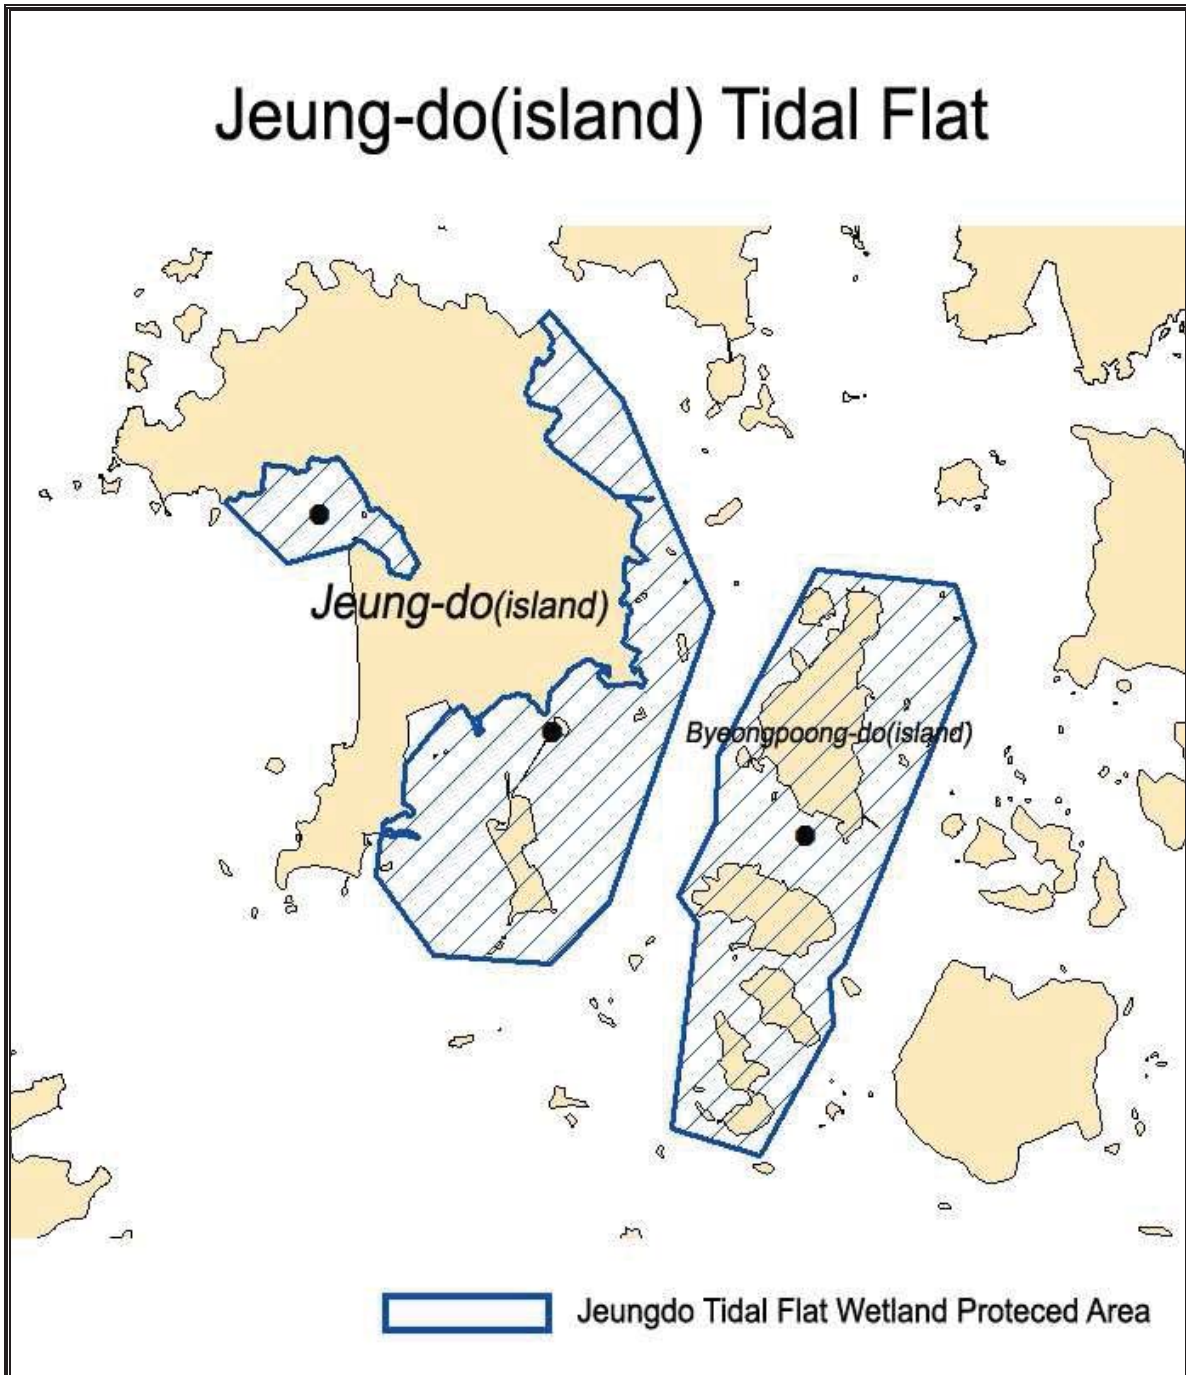 Jeung-do(island) Tidal Flat
Jeung-do(island)
Byeongpoong-do(island)
Jeungdo Tidal Flat Wetland Proteced Area